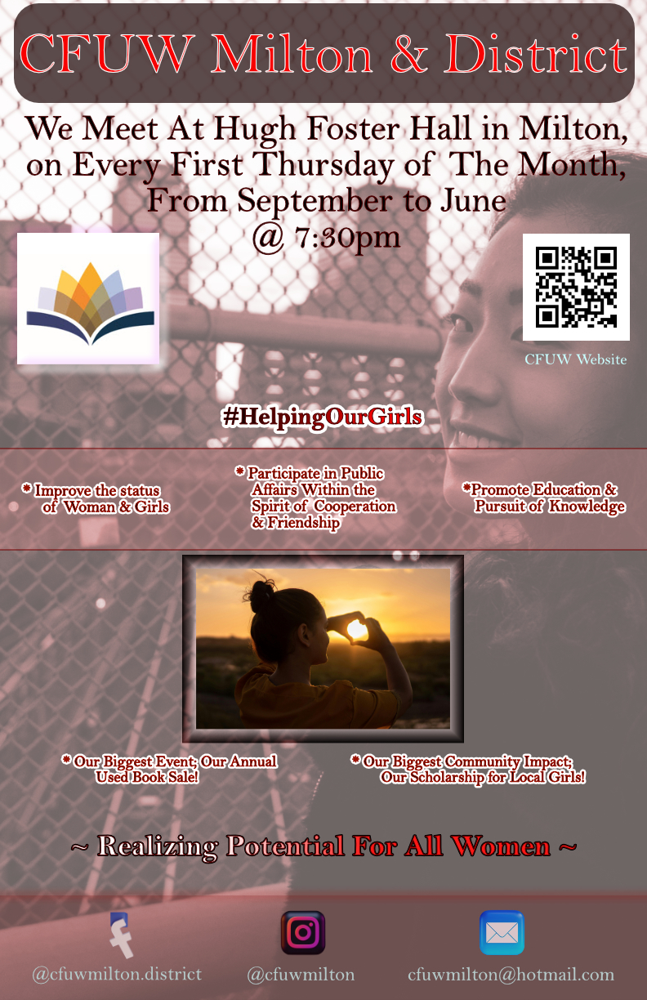 CFUW Milton & District
We Meet At Hugh Foster Hall in Milton,
on Every First Thursday of The Month,
From September to June
@ 7:30pm
CFUW Website
#HelpingOurGirls
* Improve the status
of Woman & Girls
* Participate in Public
Affairs Within the
Spirit of Cooperation
& Friendship
*Promote Education &
Pursuit of Knowledge
* Our Biggest Event; Our Annual
Used Book Sale!
* Our Biggest Community Impact;
Our Scholarship for Local Girls!
~ Realizing Potential For All Women ~
@cfuwmilton.district
@cfuwmilton
cfuwmilton@hotmail.com